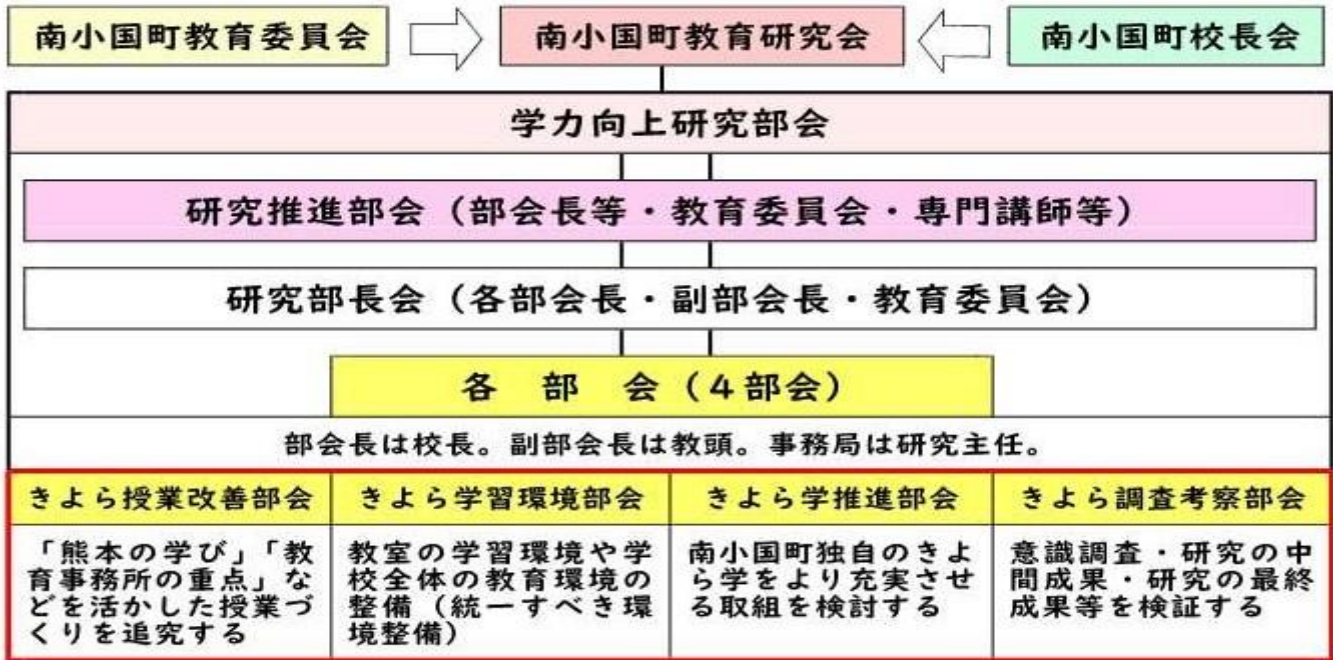 南小国町教育委員会
南小国町教育研究会
南小国町校長会
学力向上研究部会
研究推進部会（部会長等・教育委員会・専門講師等）
研究部長会（各部会長・副部会長・教育委員会）
各　部　会（４部会）
部会長は校長。副部会長は教頭。事務局は研究主任。
きよら授業改善部会
「熊本の学び」「教
育事務所の重点」な
どを活かした授業づ
くりを追究する
きよら学習環境部会
教室の学習環境や学
校全体の教育環境の
整備（統一すべき環
境整備）
きよら学推進部会
南小国町独自のきよ
ら学をより充実させ
る取組を検討する
きよら調査考察部会
意識調査・研究の中
間成果・研究の最終
成果等を検証する